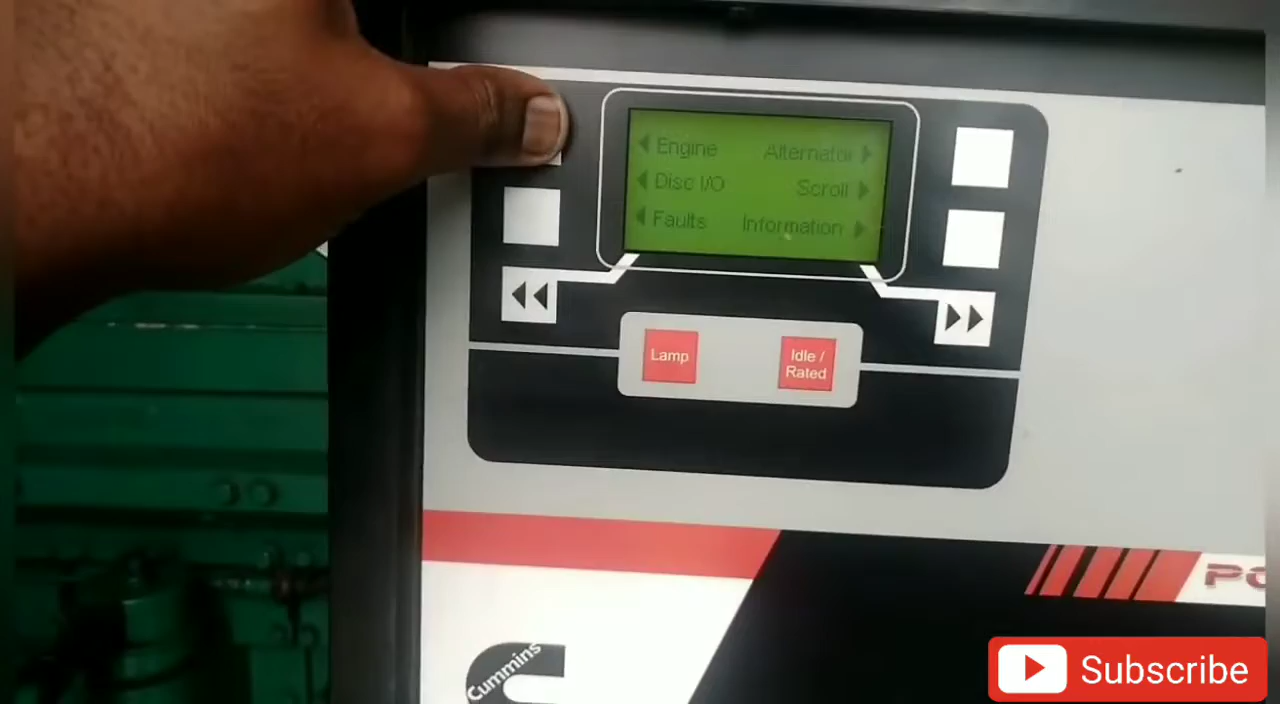 Engine Alternator
Disc I/O Scroll
Faults Information
Lamp
Idle /
Rated
Cummins
Subscribe